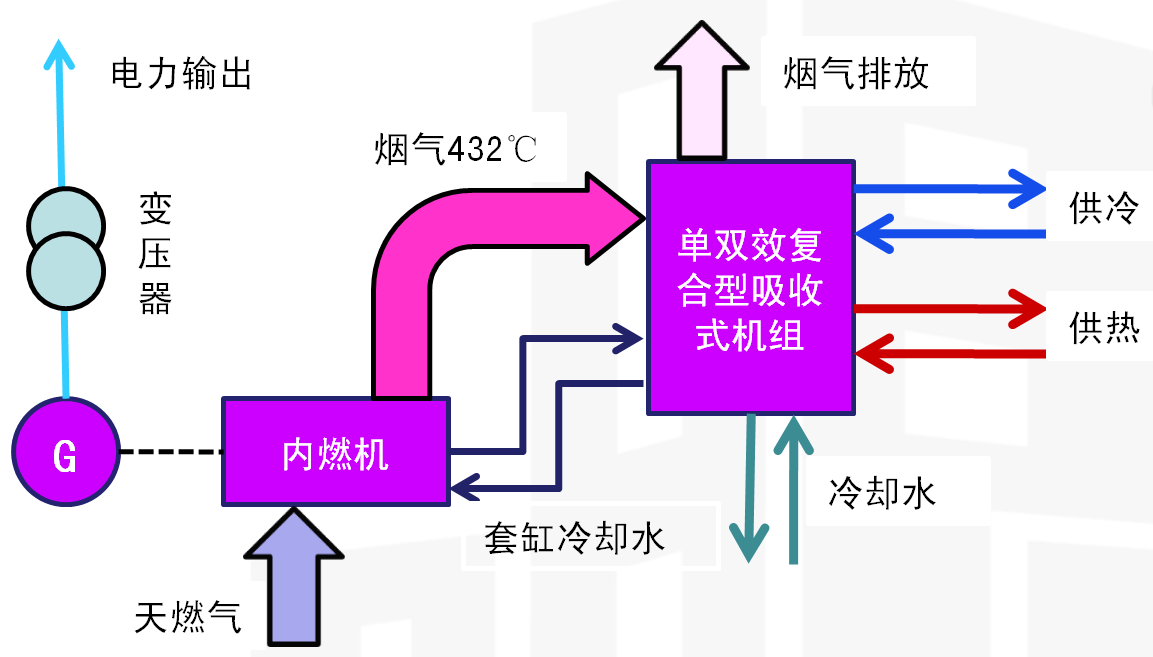 电力输出
烟气排放
烟气432℃
变
压
器
供冷
单双效复
合型吸收
式机组
供热
G
内燃机
冷却水
套缸冷却水
天燃气